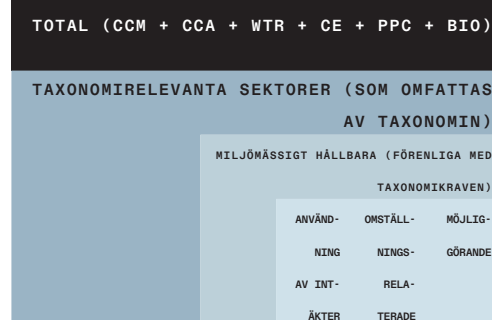 TOTAL (CCM + CCA + WTR + CE + PPC + BIO)
TAXONOMIRELEVANTA SEKTORER (SOM OMFATTAS
AV TAXONOMIN)
MILJÖMÄSSIGT HÅLLBARA (FÖRENLIGA MED
TAXONOMIKRAVEN)
ANVÄND- OMSTÄLL- MÖJLIG-
NING NINGS- GÖRANDE
AV INT- RELA-
ÄKTER TERADE